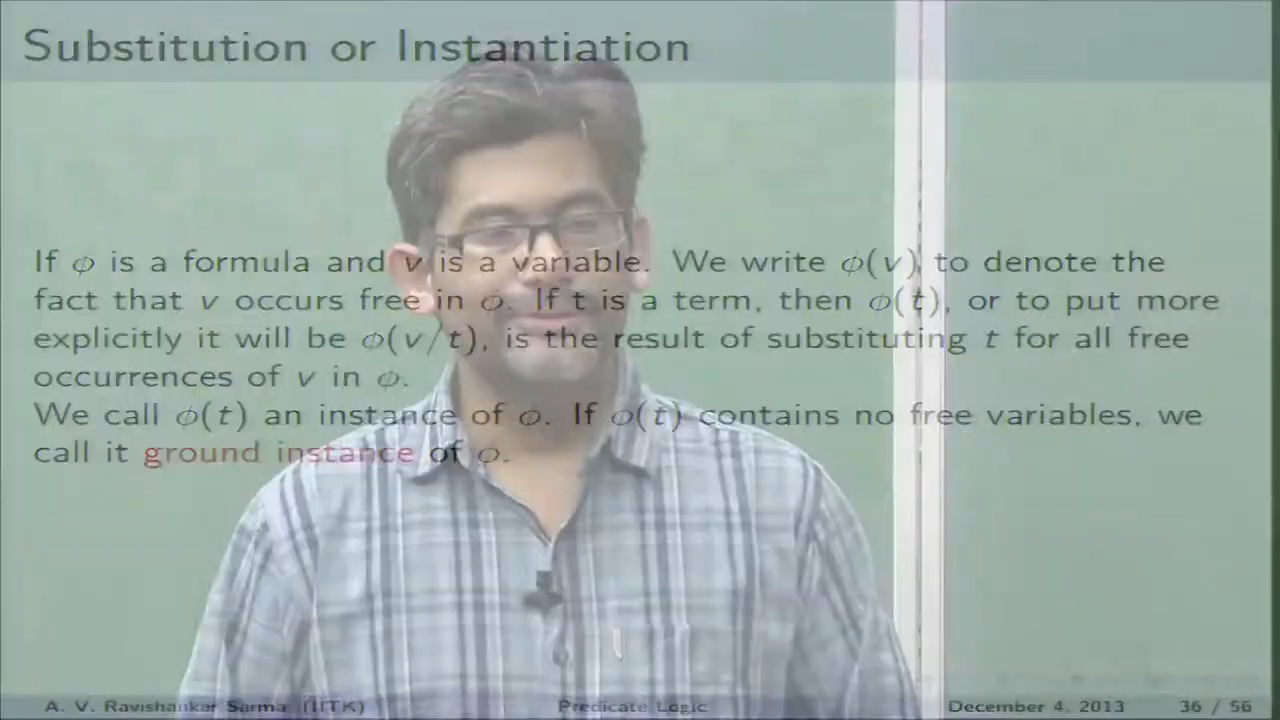 Substitution or Instantiation
If φ is a formula and v is a variable. We write φ(v) to denote the
fact that v occurs free in φ. If t is a term, then φ(t), or to put more
explicitly it will be φ(v/t), is the result of substituting t for all free
occurrences of v in φ.
We call φ(t) an instance of φ. If φ(t) contains no free variables, we
call it ground instance of φ.
A. V. Ravishankar Sarma (IITK) Predicate Logic December 4, 2013 36 / 56